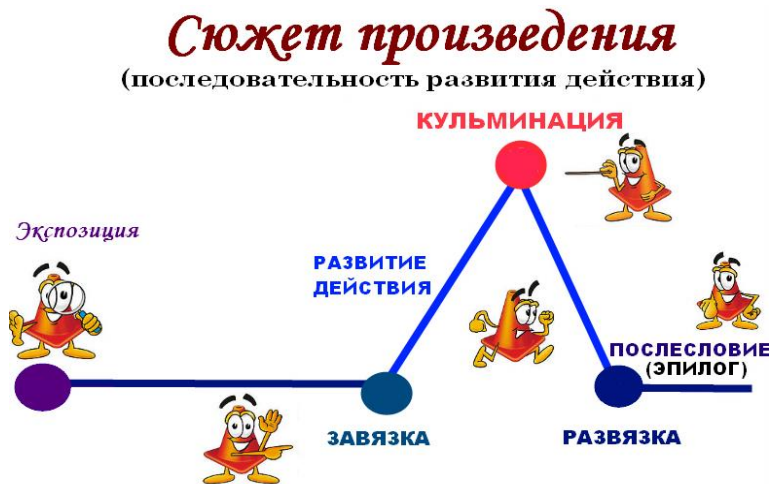 Сюжет произведения
(последовательность развития действия)
КУЛЬМИНАЦИЯ
Экспозиция
РАЗВИТИЕ
ДЕЙСТВИЯ
ПОСЛЕСЛОВИЕ
(ЭПИЛОГ)
ЗАВЯЗКА
РАЗВЯЗКА